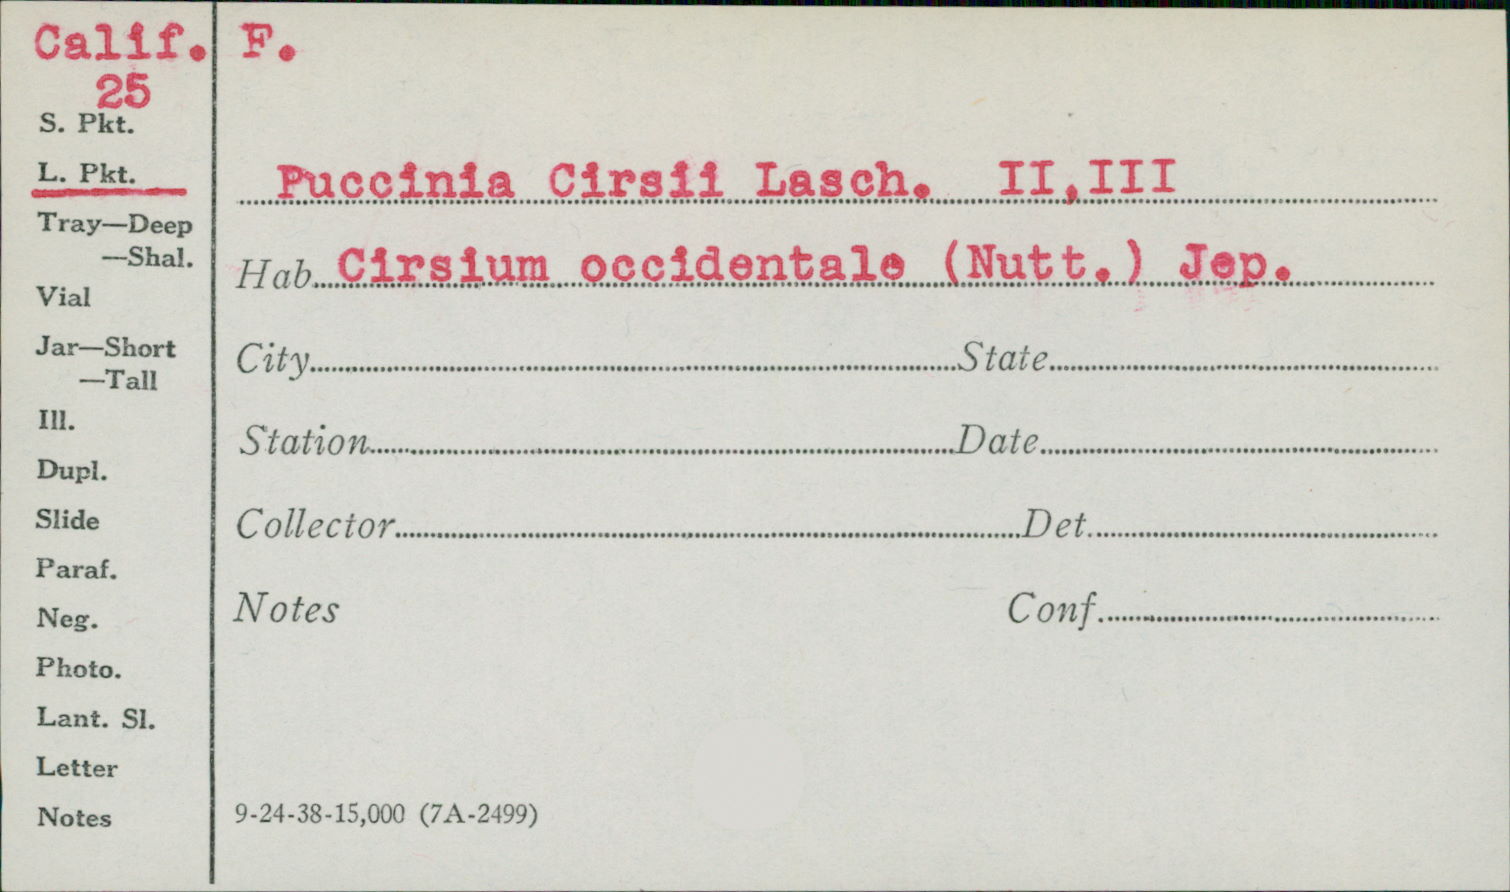 Calif. F.
25
S. Pkt.
L. Pkt.
Puccinia Cirsii Lasch. II,III
Tray—Deep
—Shal.
Hab. Cirsium occidentale (Nutt.) Jep.
Vial
Jar—Short
—Tall
City State
Ill.
Station Date
Dupl.
Slide
Collector Det.
Paraf.
Neg.
Notes Conf.
Photo.
Lant. Sl.
Letter
Notes
9-24-38-15,000 (7A-2499)